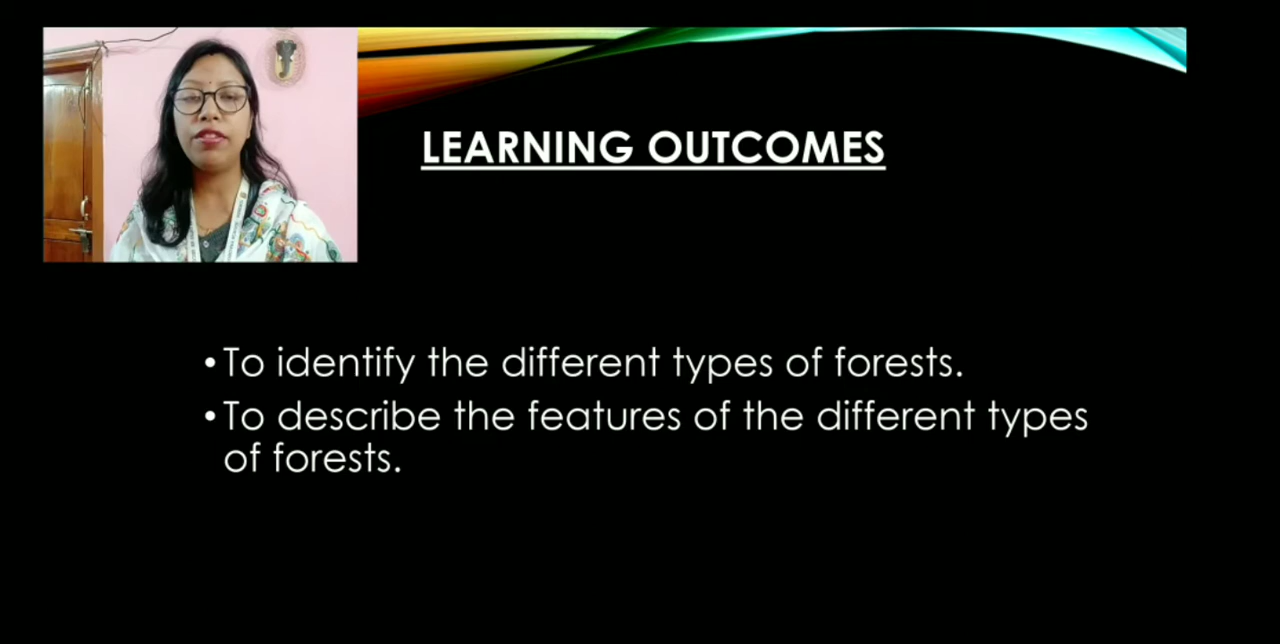 LEARNING OUTCOMES
•To identify the different types of forests.
•To describe the features of the different types
of forests.